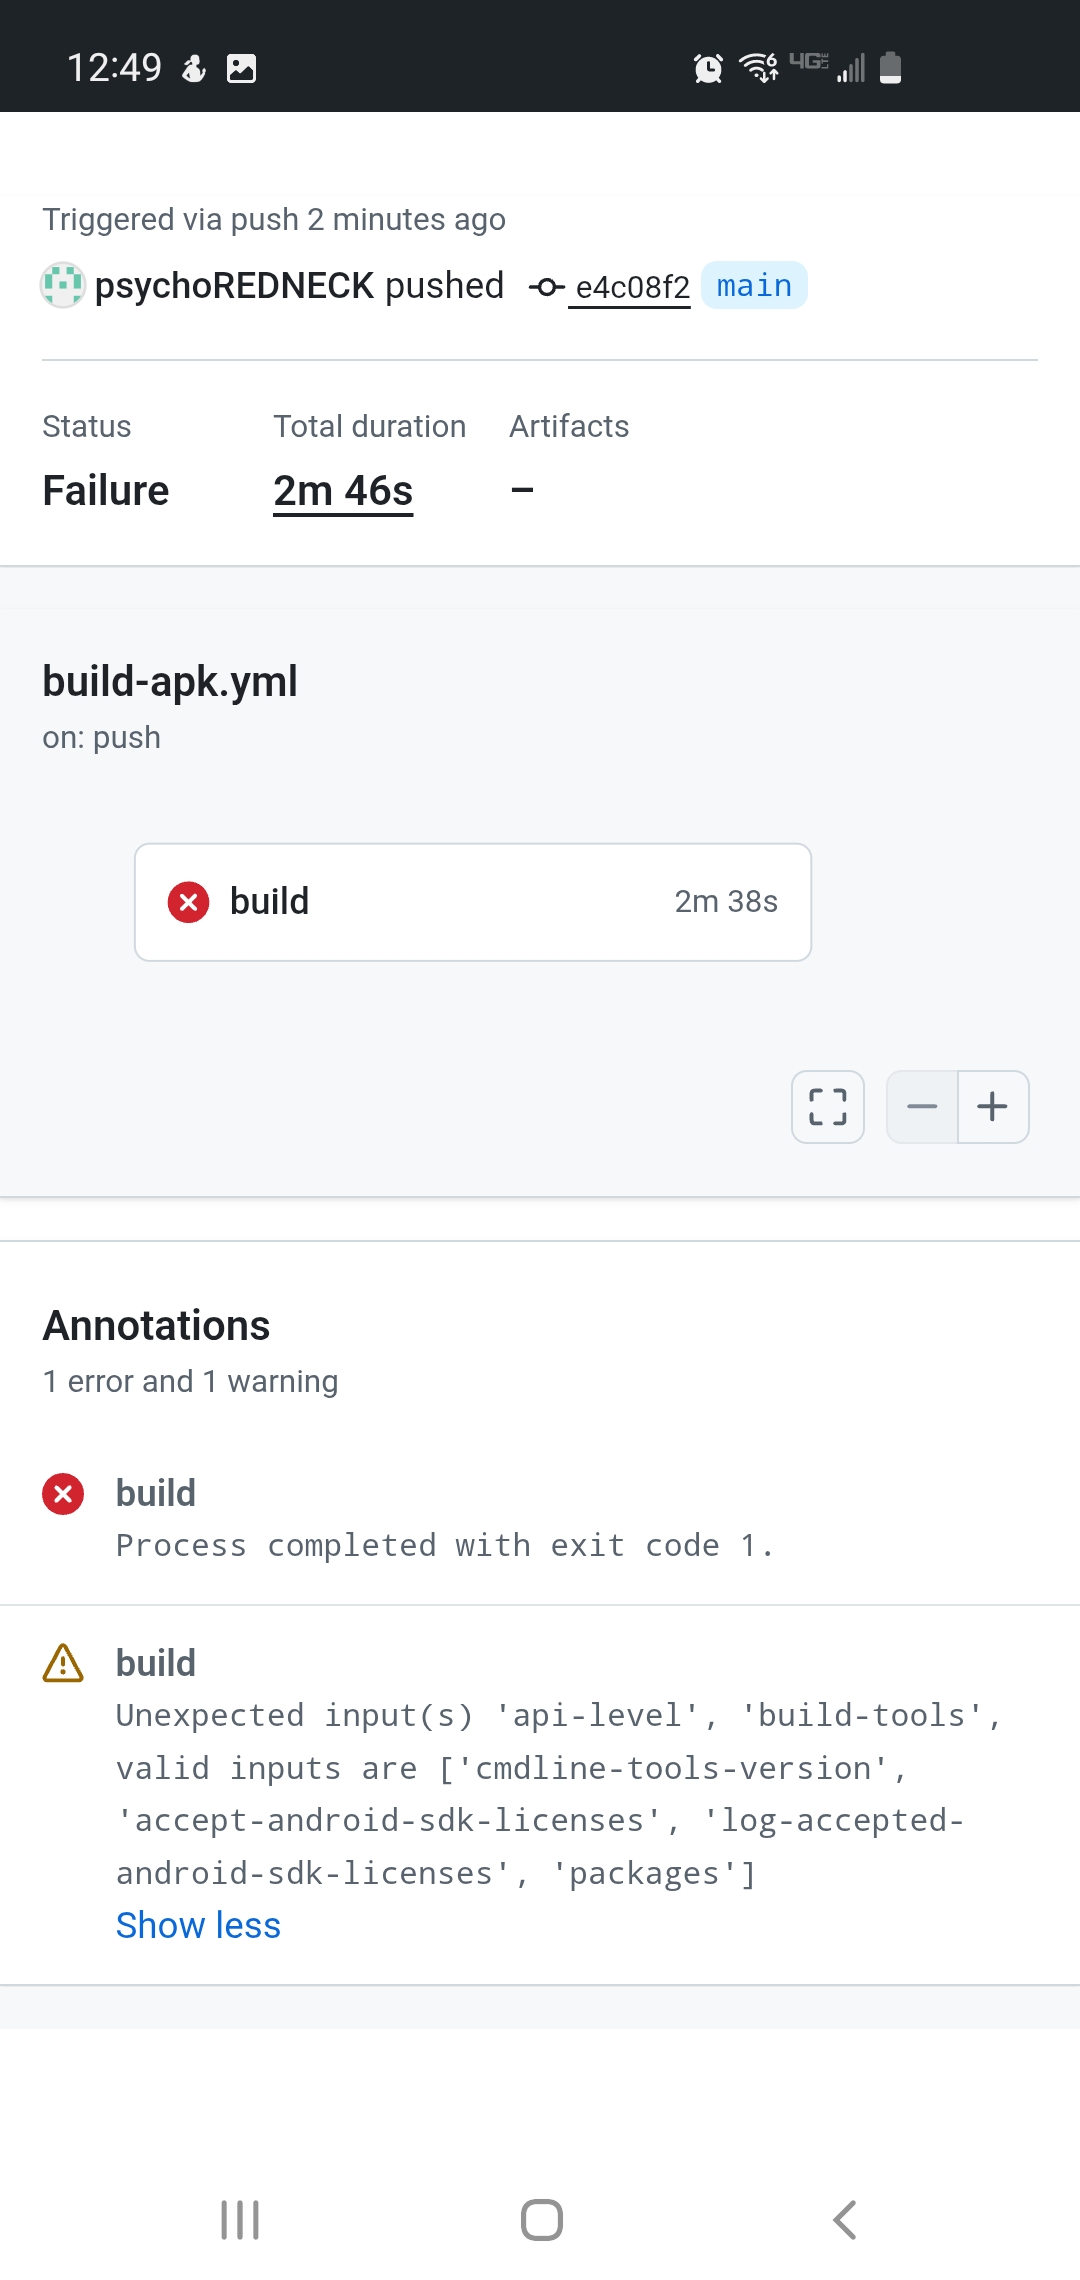 12:49
6 4G LTE
Triggered via push 2 minutes ago
psychoREDNECK pushed e4c08f2 main
Status Total duration Artifacts
Failure 2m 46s –
build-apk.yml
on: push
build 2m 38s
Annotations
1 error and 1 warning
build
Process completed with exit code 1.
build
Unexpected input(s) 'api-level', 'build-tools',
valid inputs are ['cmdline-tools-version',
'accept-android-sdk-licenses', 'log-accepted-
android-sdk-licenses', 'packages']
Show less